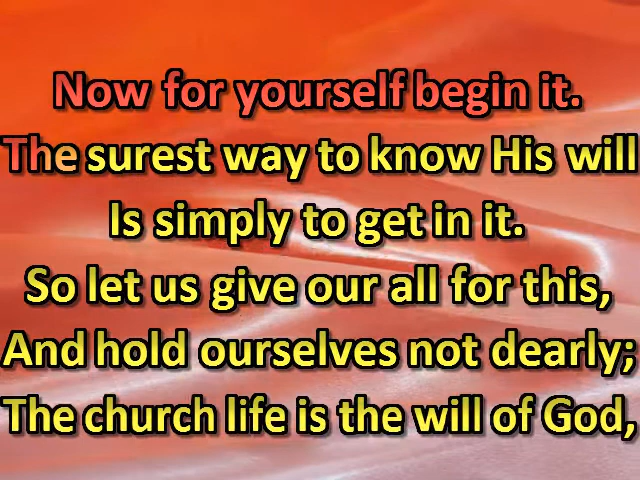 Now for yourself begin it.
The surest way to know His will
Is simply to get in it.
So let us give our all for this,
And hold ourselves not dearly;
The church life is the will of God,